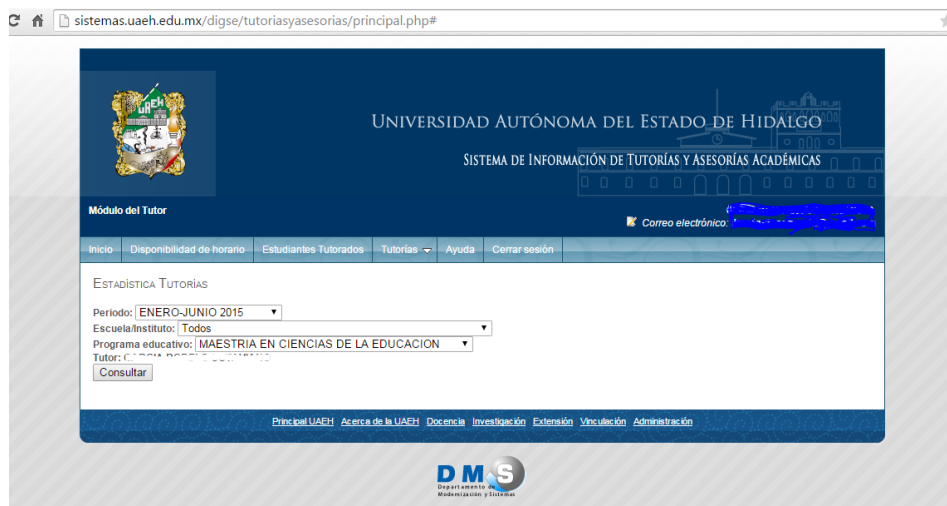 sistemas.uaeh.edu.mx/digse/tutoriasyasesorias/principal.php#
UAEH
Universidad Autónoma del Estado de Hidalgo
Sistema de Información de Tutorías y Asesorías Académicas
Módulo del Tutor
Correo electrónico:
Inicio Disponibilidad de horario Estudiantes Tutorados Tutorías Ayuda Cerrar sesión
Estadística Tutorías
Periodo: ENERO-JUNIO 2015
Escuela/Instituto: Todos
Programa educativo: MAESTRIA EN CIENCIAS DE LA EDUCACION
Tutor:
Consultar
Principal UAEH Acerca de la UAEH Docencia Investigación Extensión Vinculación Administración
DMS
Departamento de
Modernización y Sistemas